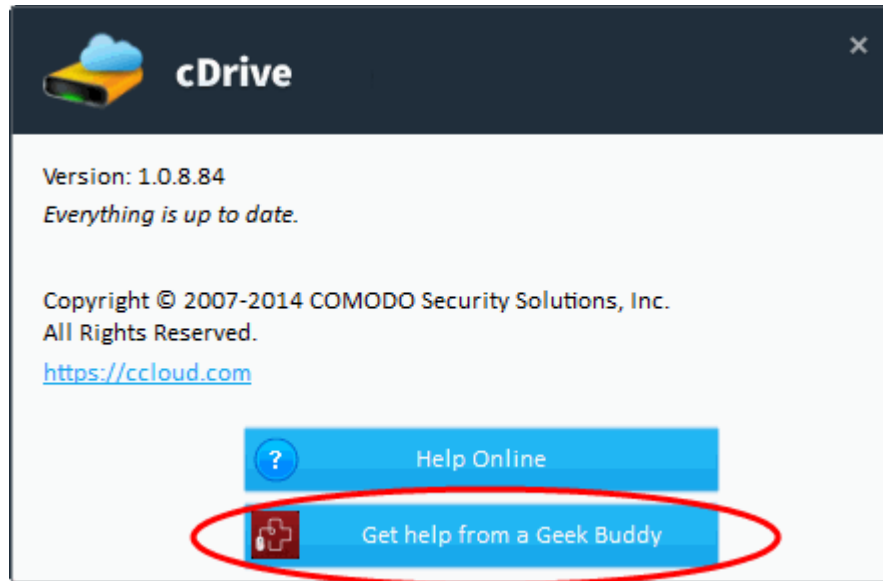 cDrive
Version: 1.0.8.84
Everything is up to date.
Copyright © 2007-2014 COMODO Security Solutions, Inc.
All Rights Reserved.
https://ccloud.com
Help Online
Get help from a Geek Buddy